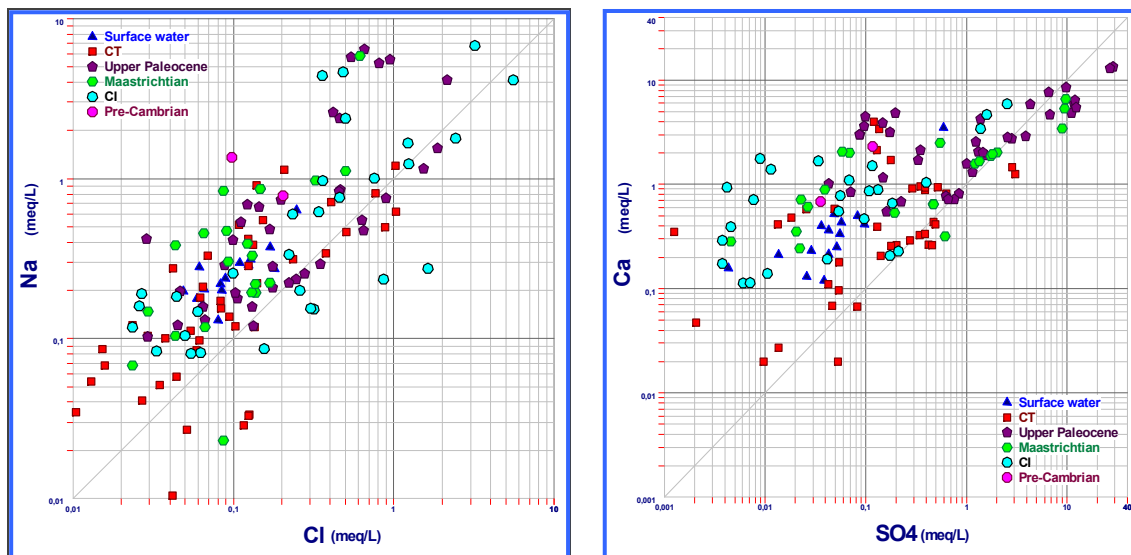 10
Surface water
CT
Upper Paleocene
Maastrichtian
CI
Pre-Cambrian
Na (meq/L)
1
0,1
0,01
0,01
0,1
1
10
Cl (meq/L)
40
10
Ca (meq/L)
1
0,1
0,01
0,001
Surface water
CT
Upper Paleocene
Maastrichtian
CI
Pre-Cambrian
0,001
0,01
0,1
1
10
40
SO4 (meq/L)